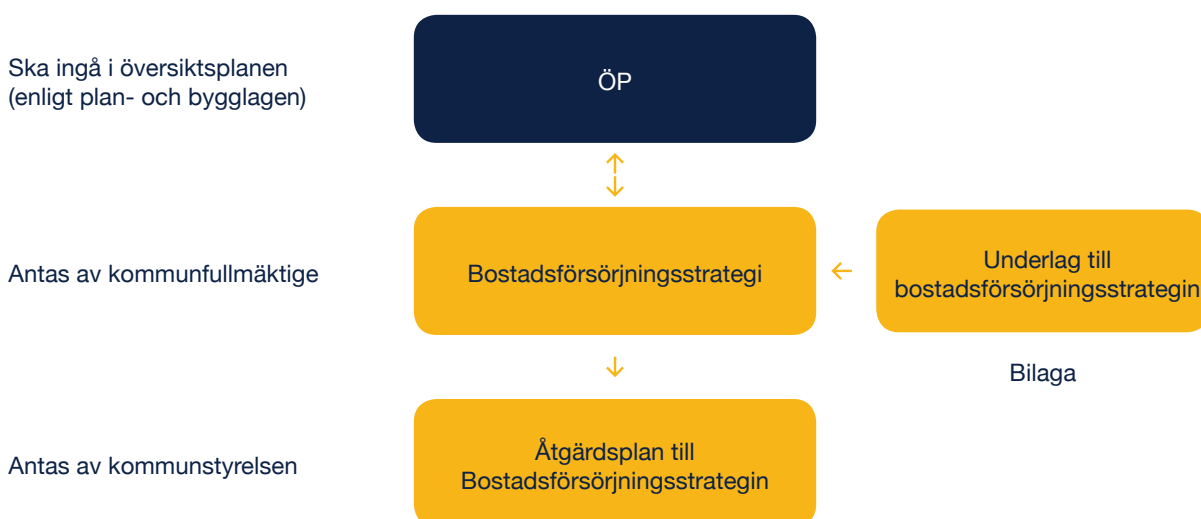 Ska ingå i översiktsplanen
(enligt plan- och bygglagen)
ÖP
Antas av kommunfullmäktige
Bostadsförsörjningsstrategi
Underlag till
bostadsförsörjningsstrategin
Bilaga
Antas av kommunstyrelsen
Åtgärdsplan till
Bostadsförsörjningsstrategin